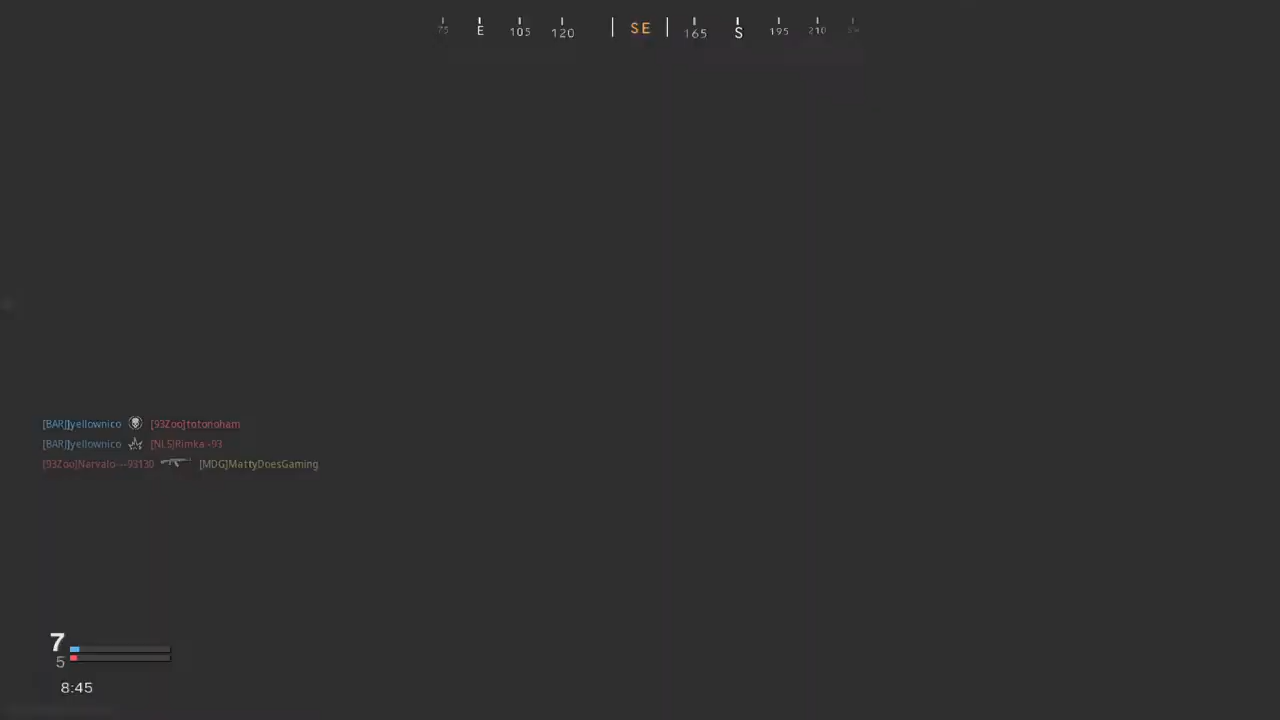 75 E 105 120 SE 165 S 195 210
[BAR]]yellownico [93Zoo]totonoham
[BAR]]yellownico [NLS]Rimka -93
[93Zoo]Narvalo---93130 [MDG]MattyDoesGaming
7
5
8:45